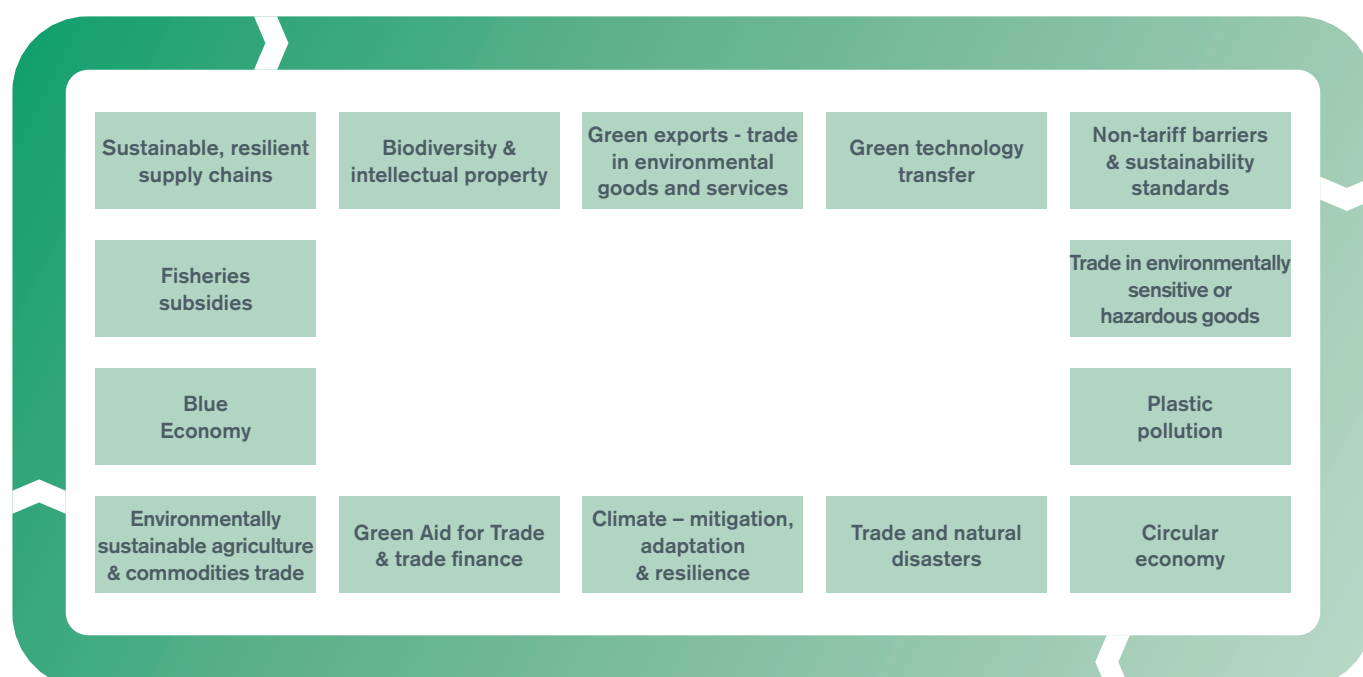 Sustainable, resilient
supply chains
Biodiversity &
intellectual property
Green exports - trade
in environmental
goods and services
Green technology
transfer
Non-tariff barriers
& sustainability
standards
Fisheries
subsidies
Trade in environmentally
sensitive or
hazardous goods
Blue
Economy
Plastic
pollution
Environmentally
sustainable agriculture
& commodities trade
Green Aid for Trade
& trade finance
Climate – mitigation,
adaptation
& resilience
Trade and natural
disasters
Circular
economy